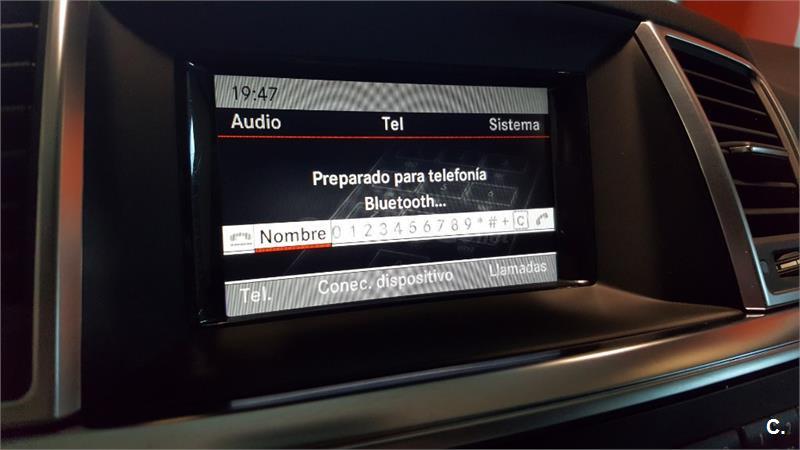 19:47
Audio Tel Sistema
Preparado para telefonía
Bluetooth...
Nombre 0 1 2 3 4 5 6 7 8 9 * # + C
Tel. Conec. dispositivo Llamadas
C.